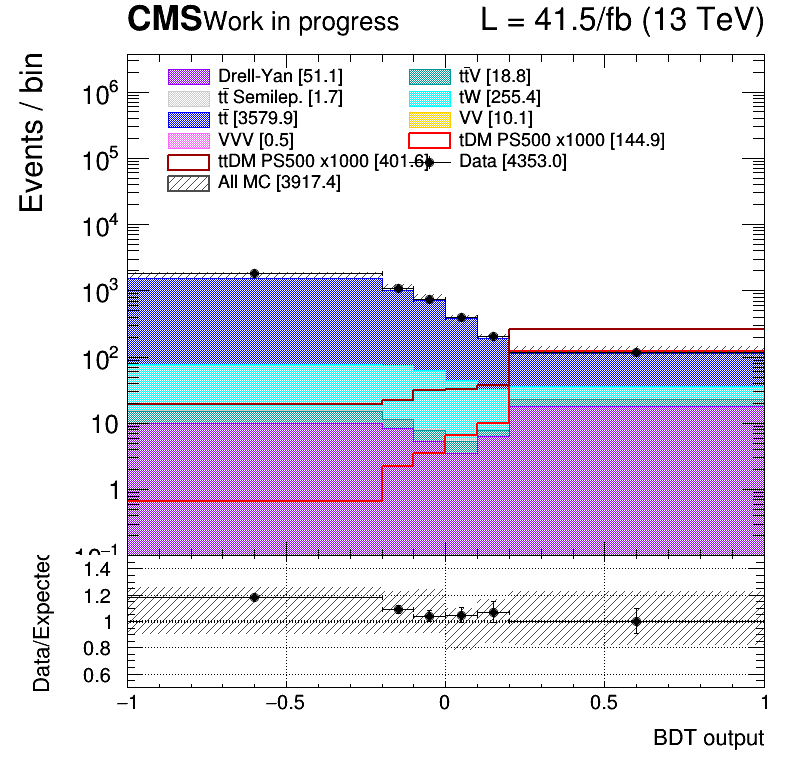 CMS Work in progress L = 41.5/fb (13 TeV)
Events / bin
Drell-Yan [51.1] tt̄V [18.8]
tt̄ Semilep. [1.7] tW [255.4]
tt̄ [3579.9] VV [10.1]
VVV [0.5] tDM PS500 x1000 [144.9]
ttDM PS500 x1000 [401.6] Data [4353.0]
All MC [3917.4]
10⁶
10⁵
10⁴
10³
10²
10
1
10⁻¹
Data/Expected
1.4
1.2
1
0.8
0.6
−1 −0.5 0 0.5 1
BDT output